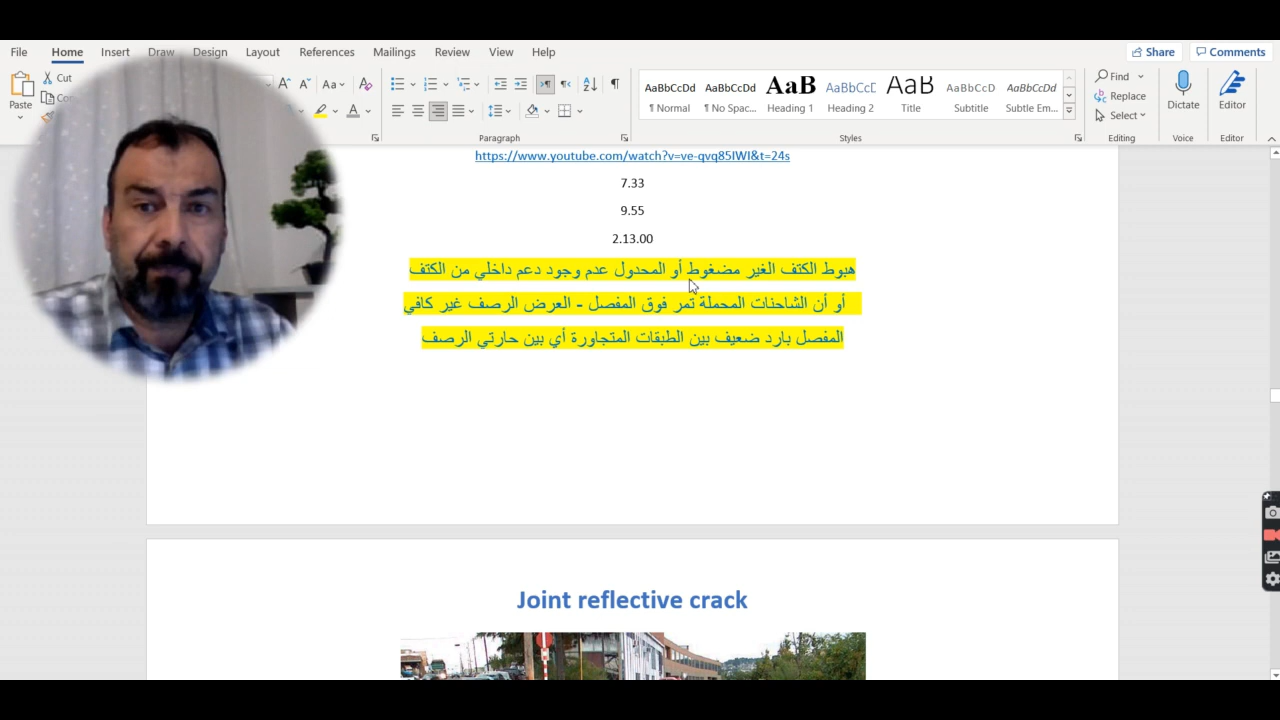 File Home Insert Draw Design Layout References Mailings Review View Help Share Comments
Cut Aa Find
AaBbCcDd AaBbCcDd AaB AaBbCcD AaB AaBbCcD AaBbCcDd Replace
Paste ¶ Normal ¶ No Spac... Heading 1 Heading 2 Title Subtitle Subtle Em... Select Dictate Editor
Paragraph Styles Editing Voice Editor
https://www.youtube.com/watch?v=ve-qvq85IWI&t=24s
7.33
9.55
2.13.00
هبوط الكتف الغير مضغوط أو المحدول عدم وجود دعم داخلي من الكتف
أو أن الشاحنات المحملة تمر فوق المفصل - العرض الرصف غير كافي
المفصل بارد ضعيف بين الطبقات المتجاورة أي بين حارتي الرصف
Joint reflective crack